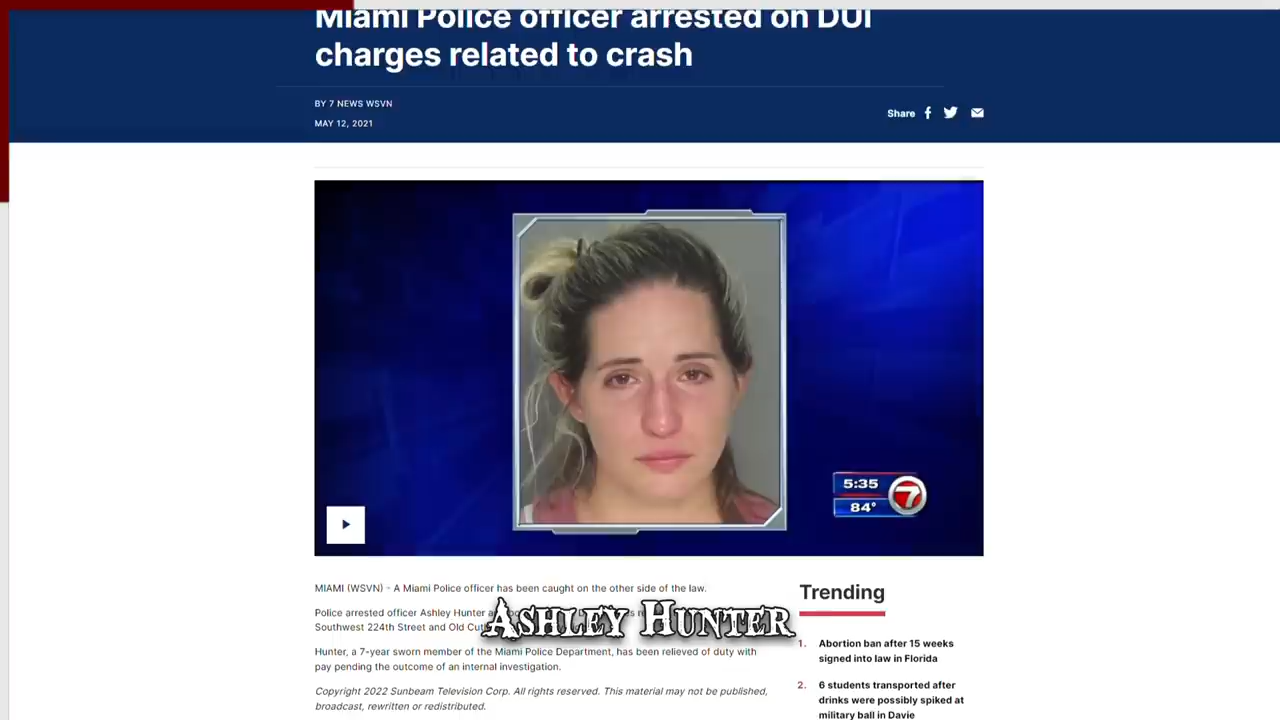 Miami Police officer arrested on DUI
charges related to crash
BY 7 NEWS WSVN
MAY 12, 2021
Share
5:35
7
84°
MIAMI (WSVN) - A Miami Police officer has been caught on the other side of the law.
Police arrested officer Ashley Hunter
Southwest 224th Street and Old
ASHLEY HUNTER
Hunter, a 7-year sworn member of the Miami Police Department, has been relieved of duty with
pay pending the outcome of an internal investigation.
Copyright 2022 Sunbeam Television Corp. All rights reserved. This material may not be published,
broadcast, rewritten or redistributed.
Trending
1. Abortion ban after 15 weeks
signed into law in Florida
2. 6 students transported after
drinks were possibly spiked at
military ball in Davie